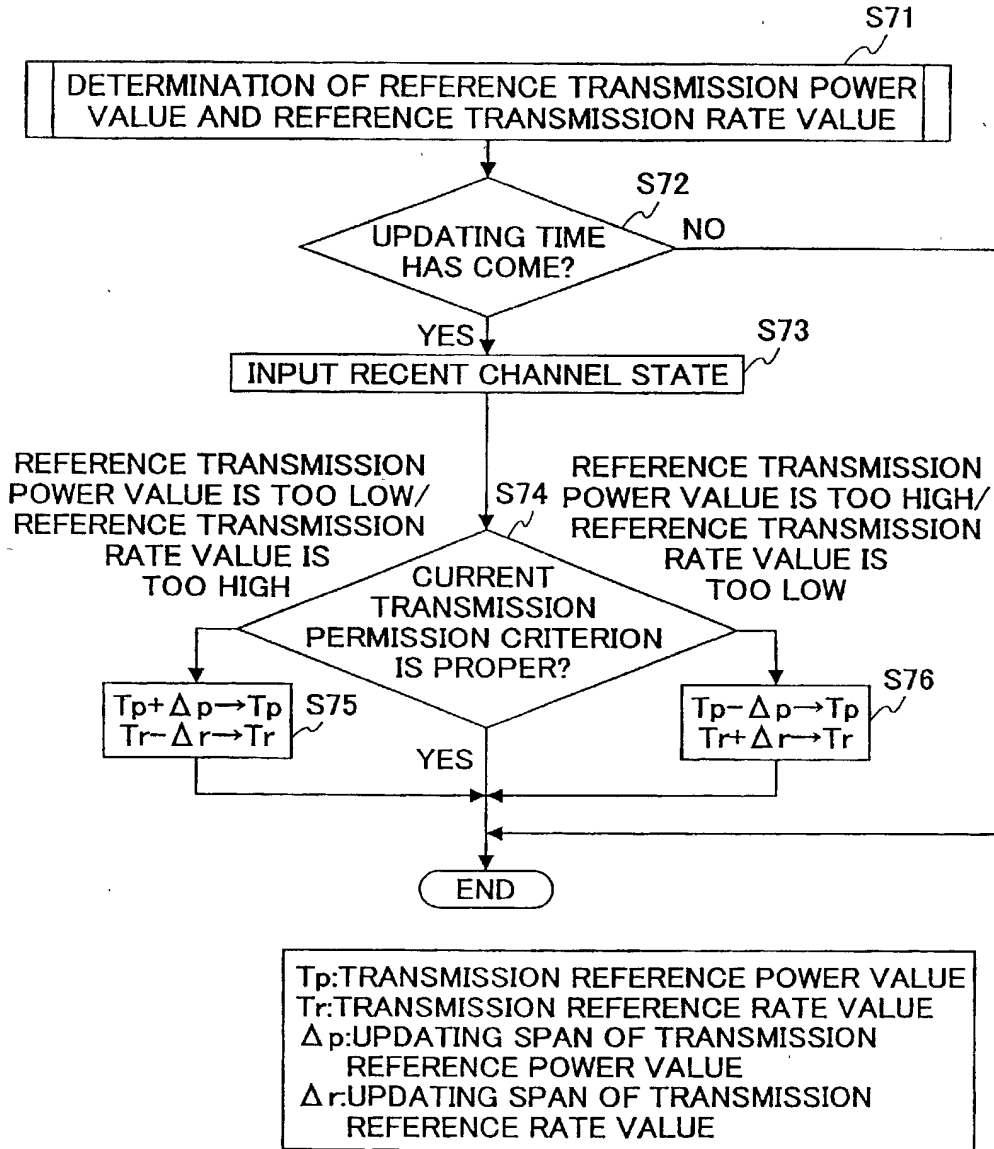 S71
DETERMINATION OF REFERENCE TRANSMISSION POWER
VALUE AND REFERENCE TRANSMISSION RATE VALUE
S72
UPDATING TIME
HAS COME?
NO
YES
S73
INPUT RECENT CHANNEL STATE
REFERENCE TRANSMISSION
POWER VALUE IS TOO LOW/
REFERENCE TRANSMISSION
RATE VALUE IS
TOO HIGH
S74
REFERENCE TRANSMISSION
POWER VALUE IS TOO HIGH/
REFERENCE TRANSMISSION
RATE VALUE IS
TOO LOW
CURRENT
TRANSMISSION
PERMISSION CRITERION
IS PROPER?
Tp+Δp→Tp
Tr−Δr→Tr
S75
Tp−Δp→Tp
Tr+Δr→Tr
S76
YES
END
Tp:TRANSMISSION REFERENCE POWER VALUE
Tr:TRANSMISSION REFERENCE RATE VALUE
Δp:UPDATING SPAN OF TRANSMISSION
REFERENCE POWER VALUE
Δr:UPDATING SPAN OF TRANSMISSION
REFERENCE RATE VALUE